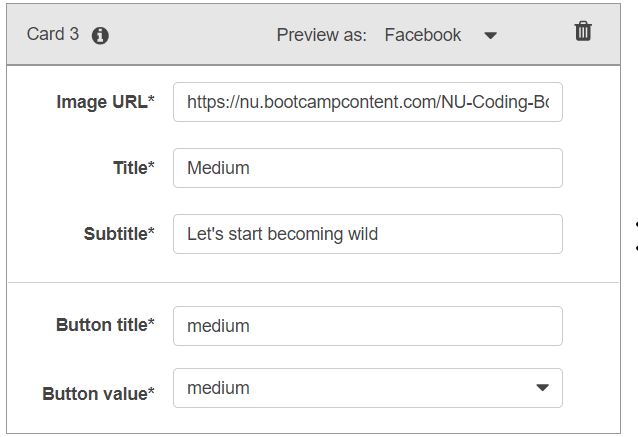 Card 3 Preview as: Facebook
Image URL* https://nu.bootcampcontent.com/NU-Coding-Bo
Title* Medium
Subtitle* Let's start becoming wild
Button title* medium
Button value* medium